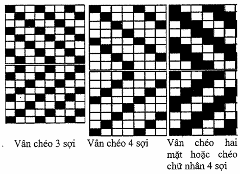 Vân chéo 3 sợi
Vân chéo 4 sợi
Vân chéo hai
mặt hoặc chéo
chữ nhân 4 sợi